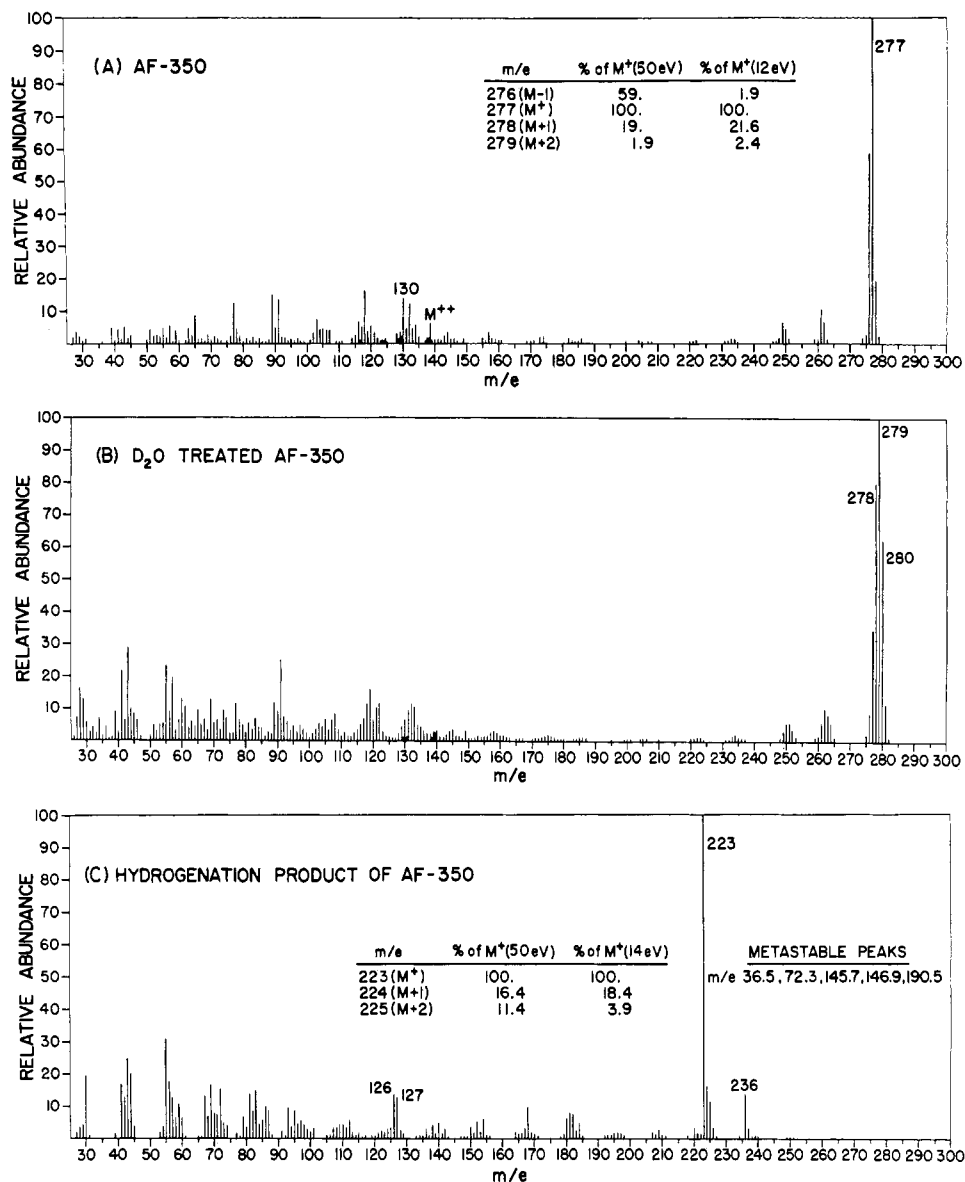 RELATIVE ABUNDANCE
100
90
80
70
60
50
40
30
20
10
(A) AF-350
m/e % of M⁺(50eV) % of M⁺(12eV)
276(M-1) 59. 1.9
277(M⁺) 100. 100.
278(M+1) 19. 21.6
279(M+2) 1.9 2.4
277
130
M⁺⁺
30 40 50 60 70 80 90 100 110 120 130 140 150 160 170 180 190 200 210 220 230 240 250 260 270 280 290 300
m/e
RELATIVE ABUNDANCE
100
90
80
70
60
50
40
30
20
10
(B) D₂O TREATED AF-350
279
278
280
30 40 50 60 70 80 90 100 110 120 130 140 150 160 170 180 190 200 210 220 230 240 250 260 270 280 290 300
m/e
RELATIVE ABUNDANCE
100
90
80
70
60
50
40
30
20
10
(C) HYDROGENATION PRODUCT OF AF-350
223
m/e % of M⁺(50eV) % of M⁺(14eV)
223(M⁺) 100. 100.
224(M+1) 16.4 18.4
225(M+2) 11.4 3.9
METASTABLE PEAKS
m/e 36.5, 72.3, 145.7, 146.9, 190.5
126
127
236
30 40 50 60 70 80 90 100 110 120 130 140 150 160 170 180 190 200 210 220 230 240 250 260 270 280 290 300
m/e